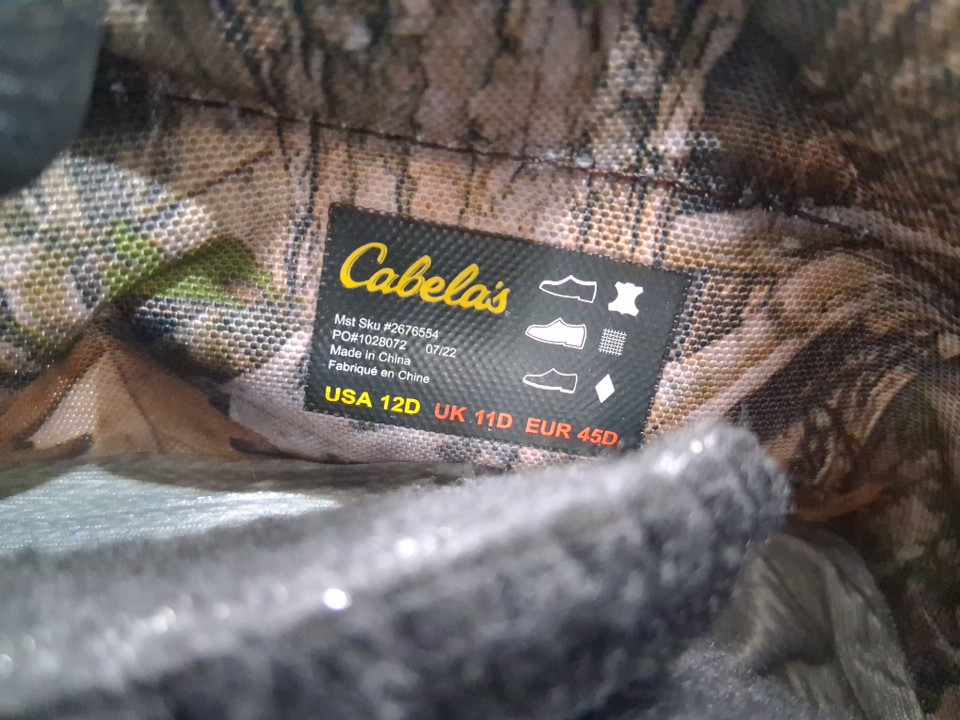 Cabela's
Mst Sku #2676554
PO#1028072 07/22
Made in China
Fabriqué en Chine
USA 12D UK 11D EUR 45D